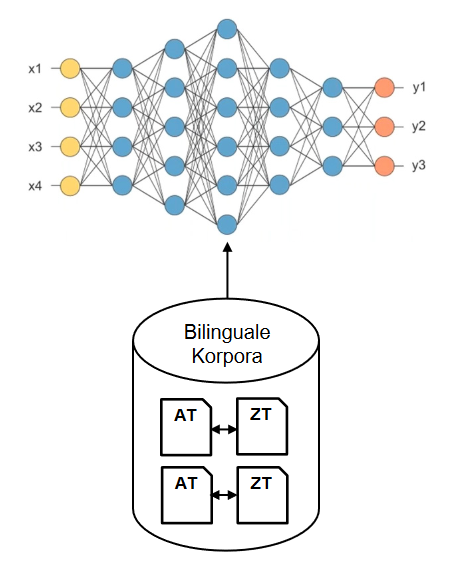 x1
x2
x3
x4
y1
y2
y3
Bilinguale
Korpora
AT
ZT
AT
ZT